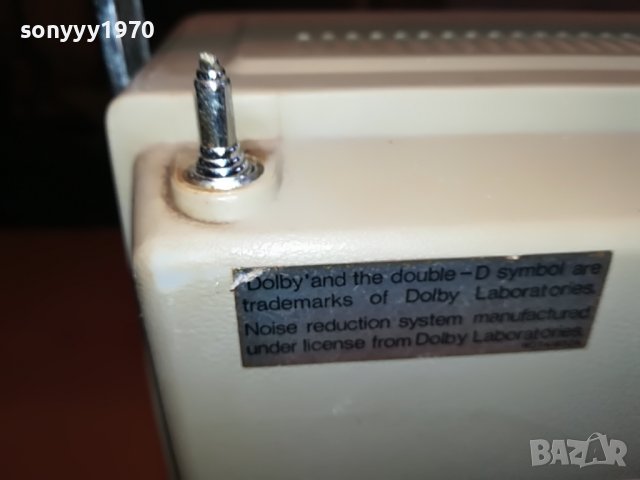 sonyyy1970
'Dolby' and the double-D symbol are
trademarks of Dolby Laboratories.
Noise reduction system manufactured
under license from Dolby Laboratories.
BAZAR